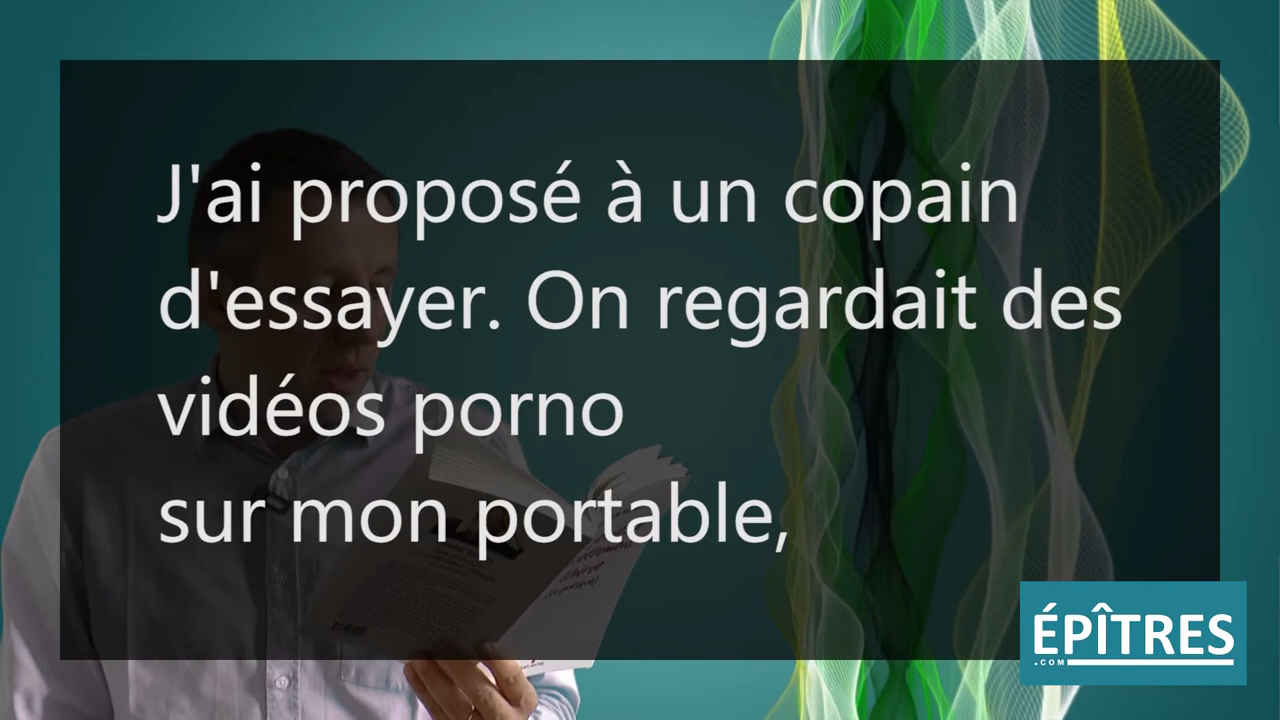 J'ai proposé à un copain
d'essayer. On regardait des
vidéos porno
sur mon portable,
ÉPÎTRES
.COM